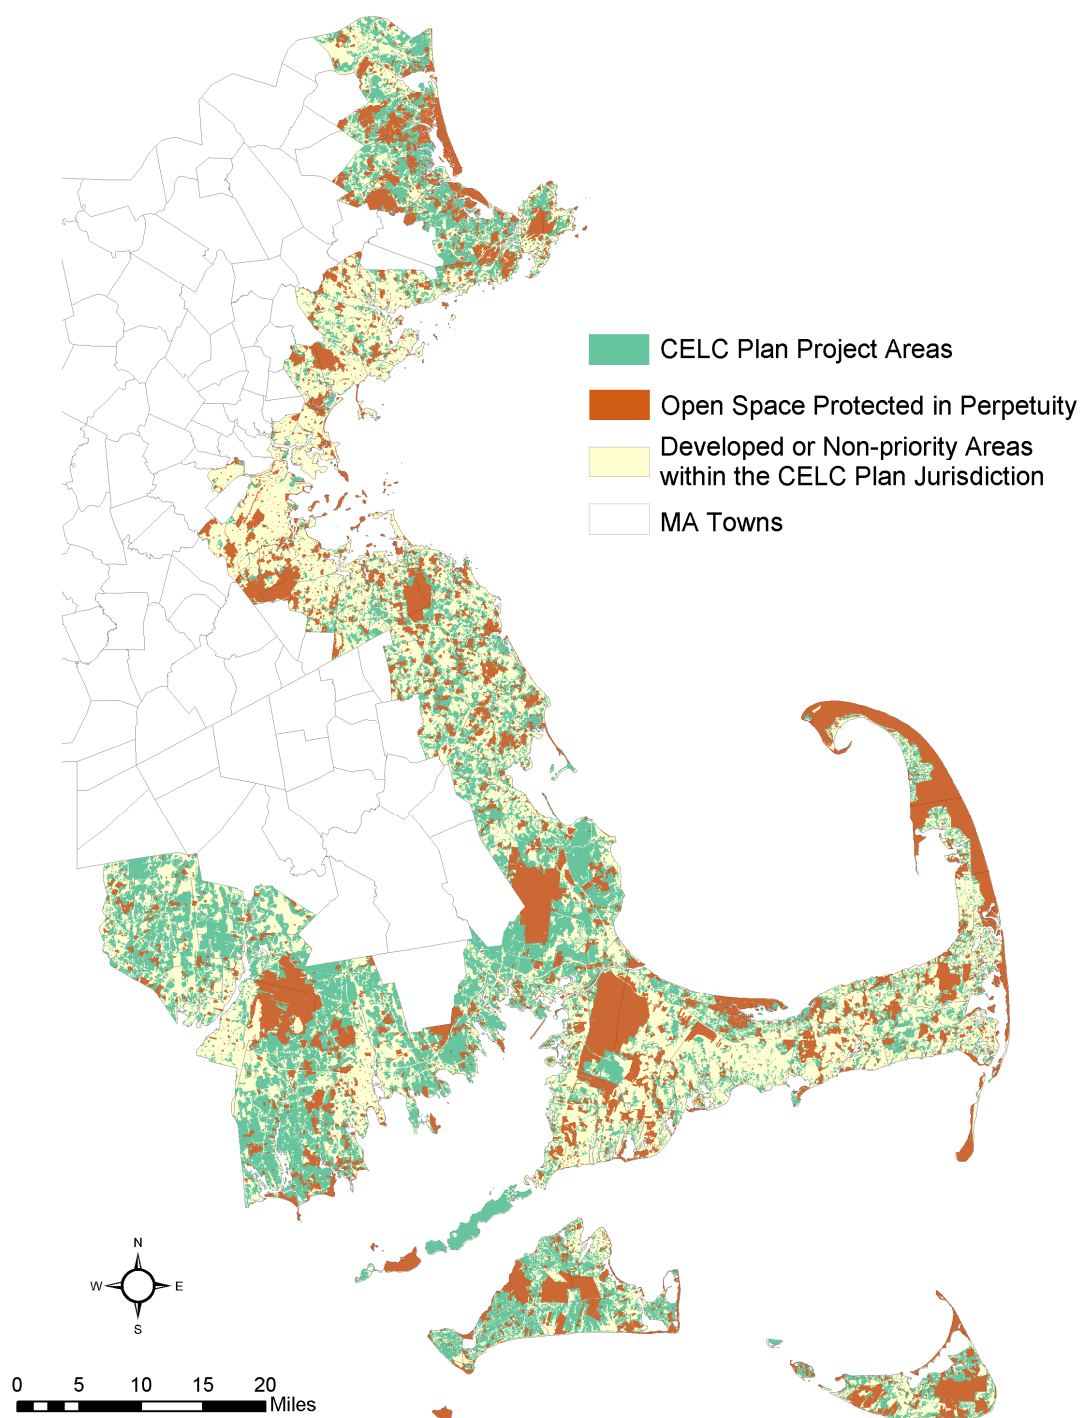 CELC Plan Project Areas
Open Space Protected in Perpetuity
Developed or Non-priority Areas
within the CELC Plan Jurisdiction
MA Towns
N
W E
S
0 5 10 15 20
Miles